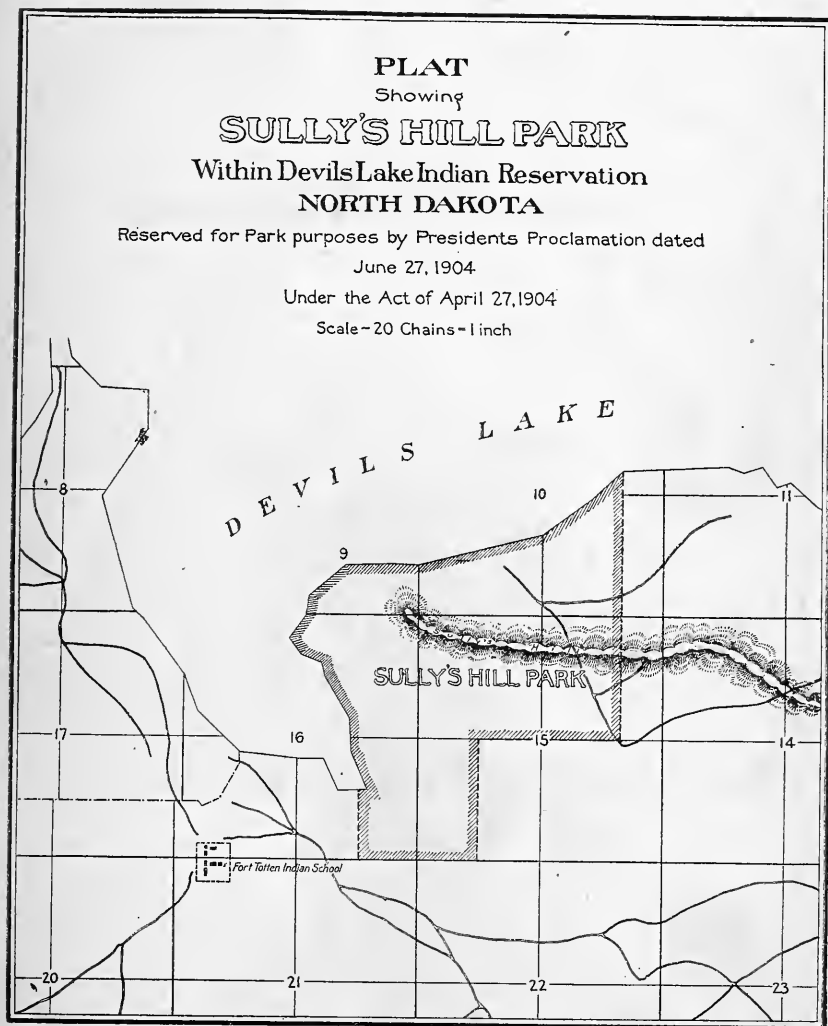 PLAT
Showing
SULLY'S HILL PARK
Within Devils Lake Indian Reservation
NORTH DAKOTA
Reserved for Park purposes by Presidents Proclamation dated
June 27, 1904
Under the Act of April 27, 1904
Scale - 20 Chains = 1 inch
DEVILS LAKE
8
9
10
11
SULLY'S HILL PARK
17
16
15
14
Fort Totten Indian School
20
21
22
23